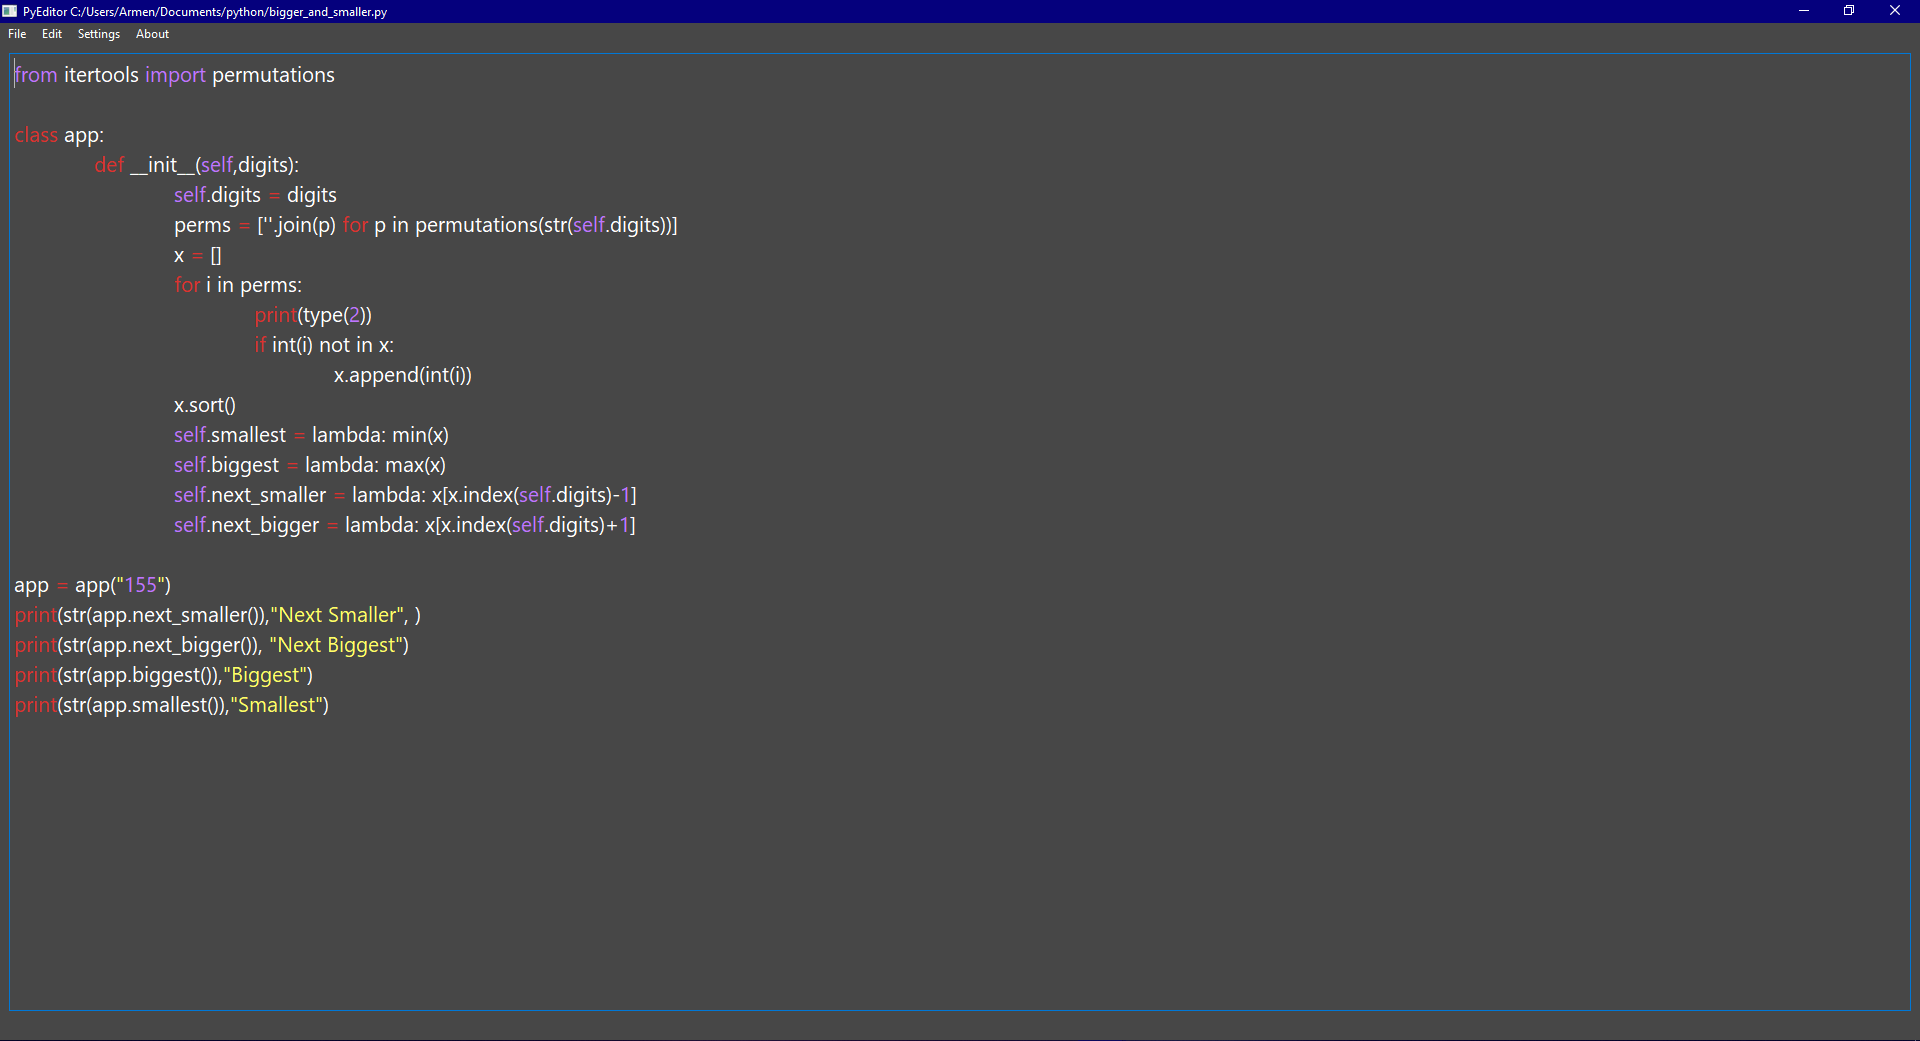 PyEditor C:/Users/Armen/Documents/python/bigger_and_smaller.py
File Edit Settings About
from itertools import permutations
class app:
def __init__(self,digits):
self.digits = digits
perms = [''.join(p) for p in permutations(str(self.digits))]
x = []
for i in perms:
print(type(2))
if int(i) not in x:
x.append(int(i))
x.sort()
self.smallest = lambda: min(x)
self.biggest = lambda: max(x)
self.next_smaller = lambda: x[x.index(self.digits)-1]
self.next_bigger = lambda: x[x.index(self.digits)+1]
app = app("155")
print(str(app.next_smaller()),"Next Smaller", )
print(str(app.next_bigger()), "Next Biggest")
print(str(app.biggest()),"Biggest")
print(str(app.smallest()),"Smallest")